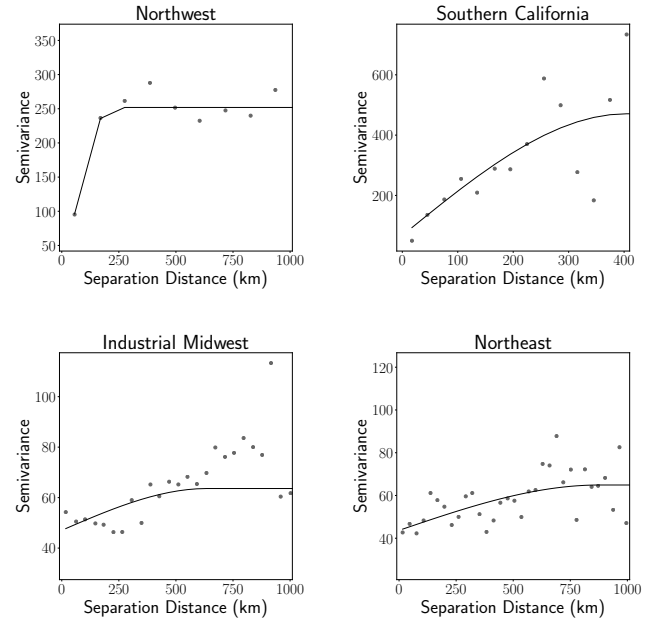 Northwest
Semivariance
350
300
250
200
150
100
50
0 250 500 750 1000
Separation Distance (km)
Southern California
Semivariance
600
400
200
0 100 200 300 400
Separation Distance (km)
Industrial Midwest
Semivariance
100
80
60
40
0 250 500 750 1000
Separation Distance (km)
Northeast
Semivariance
120
100
80
60
40
0 250 500 750 1000
Separation Distance (km)